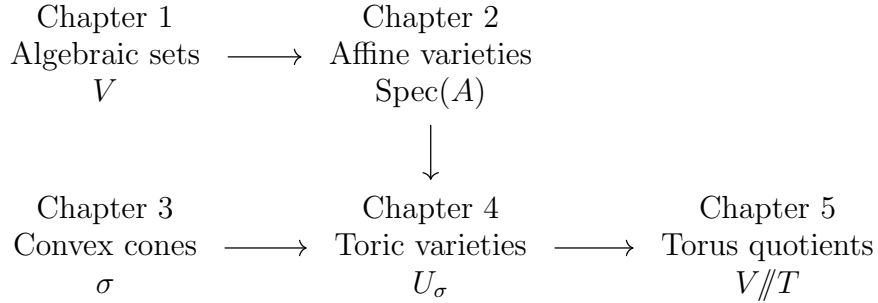 Chapter 1
Algebraic sets
V
Chapter 2
Affine varieties
Spec(A)
Chapter 3
Convex cones
σ
Chapter 4
Toric varieties
U_σ
Chapter 5
Torus quotients
V//T